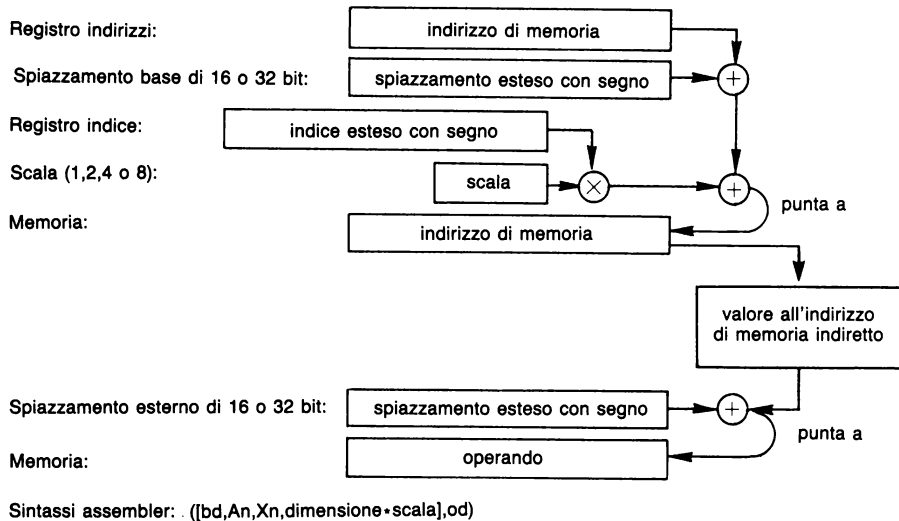 Registro indirizzi:
indirizzo di memoria
Spiazzamento base di 16 o 32 bit:
spiazzamento esteso con segno
+
Registro indice:
indice esteso con segno
Scala (1,2,4 o 8):
scala
×
+
punta a
Memoria:
indirizzo di memoria
valore all'indirizzo
di memoria indiretto
Spiazzamento esterno di 16 o 32 bit:
spiazzamento esteso con segno
+
punta a
Memoria:
operando
Sintassi assembler: ([bd,An,Xn,dimensione*scala],od)